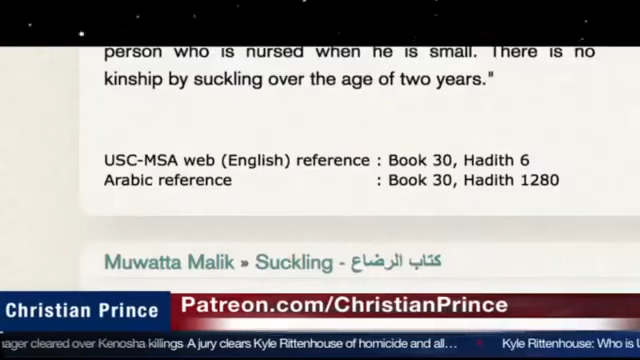 person who is nursed when he is small. There is no
kinship by suckling over the age of two years."
USC-MSA web (English) reference : Book 30, Hadith 6
Arabic reference : Book 30, Hadith 1280
Muwatta Malik » Suckling - كتاب الرضاع
Christian Prince
Patreon.com/ChristianPrince
nager cleared over Kenosha killings A jury clears Kyle Rittenhouse of homicide and all… Kyle Rittenhouse: Who is U